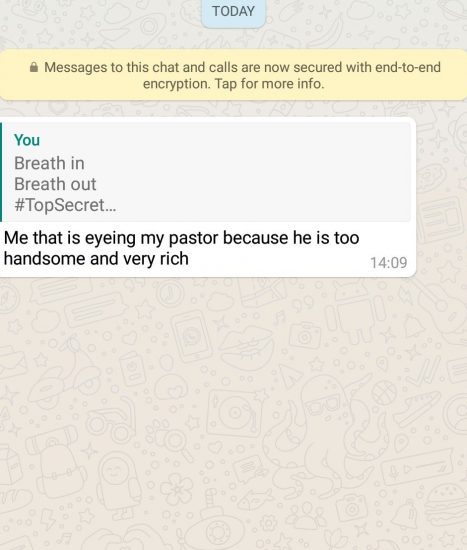 TODAY
Messages to this chat and calls are now secured with end-to-end
encryption. Tap for more info.
You
Breath in
Breath out
#TopSecret...
Me that is eyeing my pastor because he is too
handsome and very rich
14:09